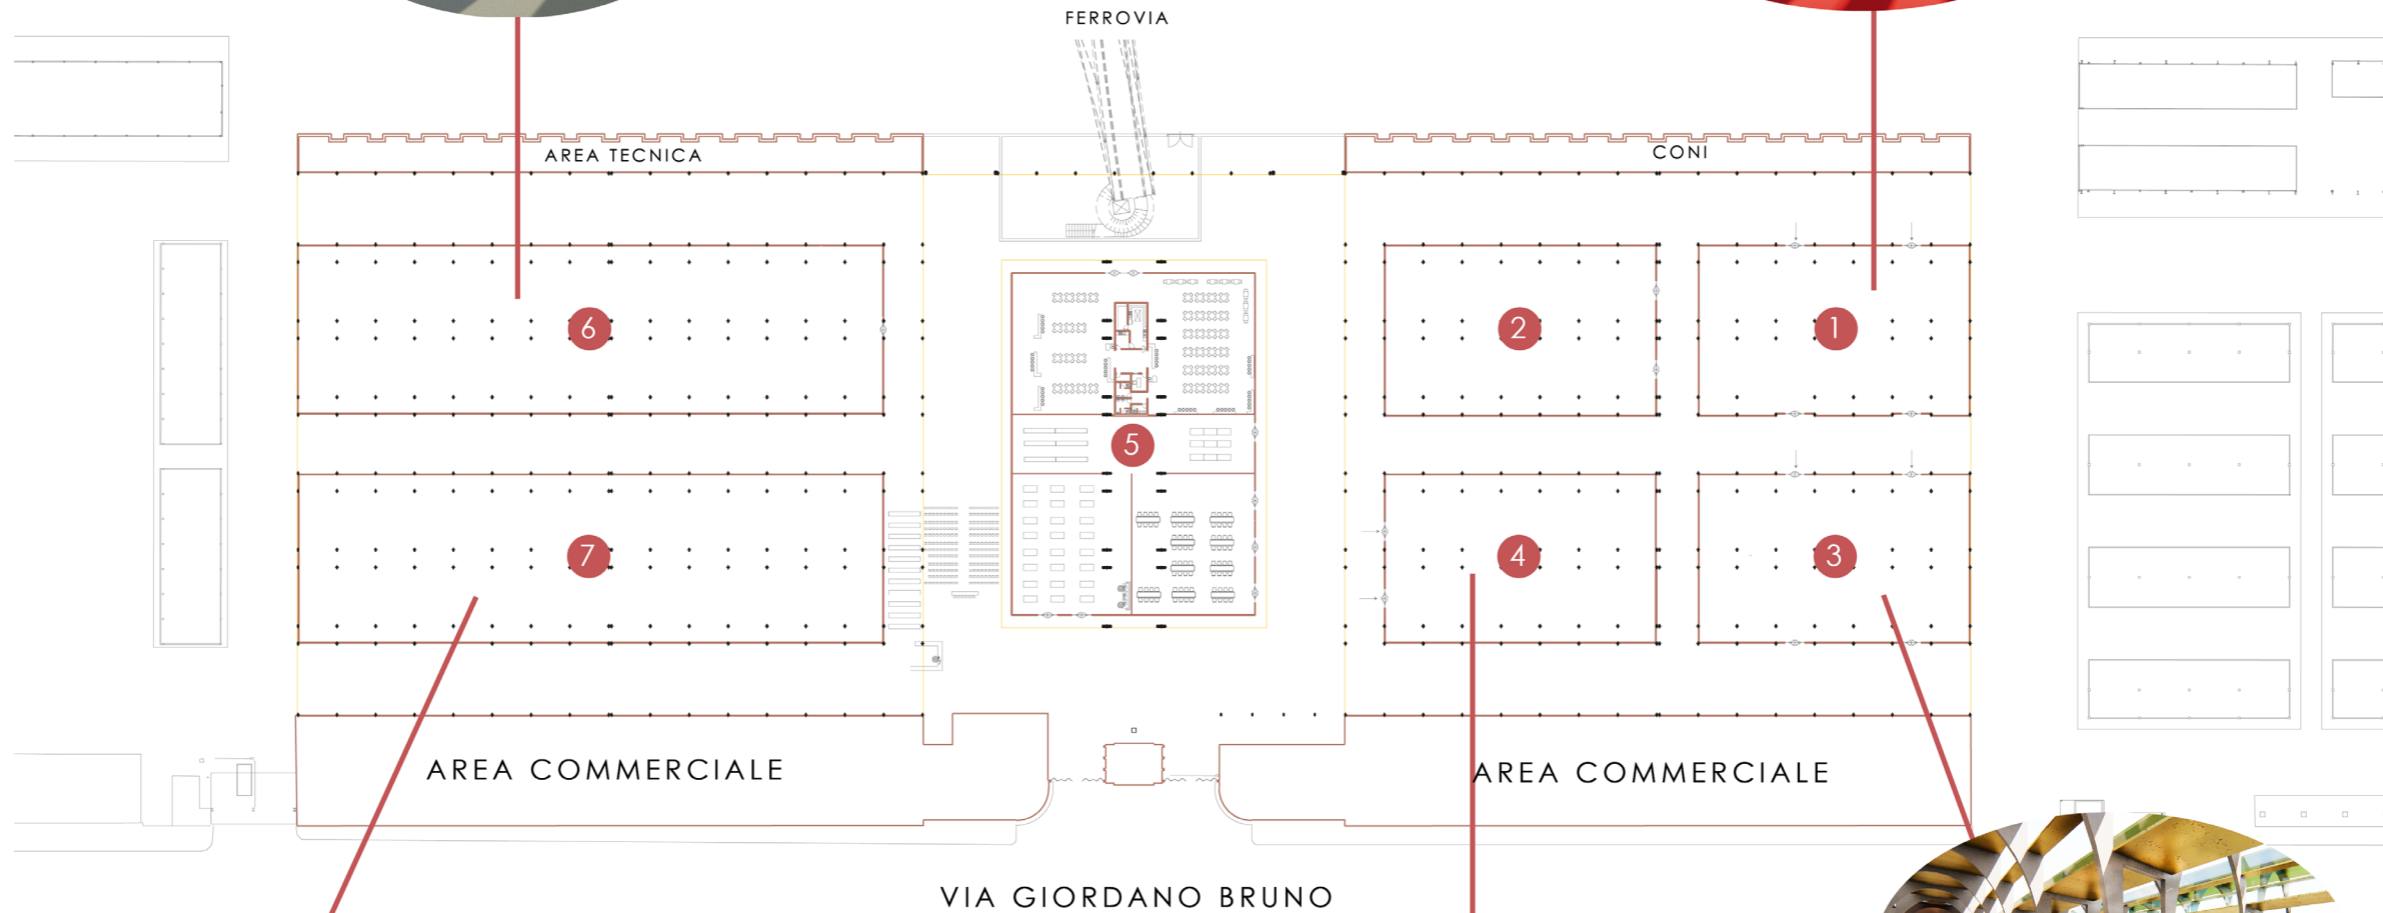 FERROVIA
AREA TECNICA
CONI
6
2
1
5
7
4
3
AREA COMMERCIALE
AREA COMMERCIALE
VIA GIORDANO BRUNO